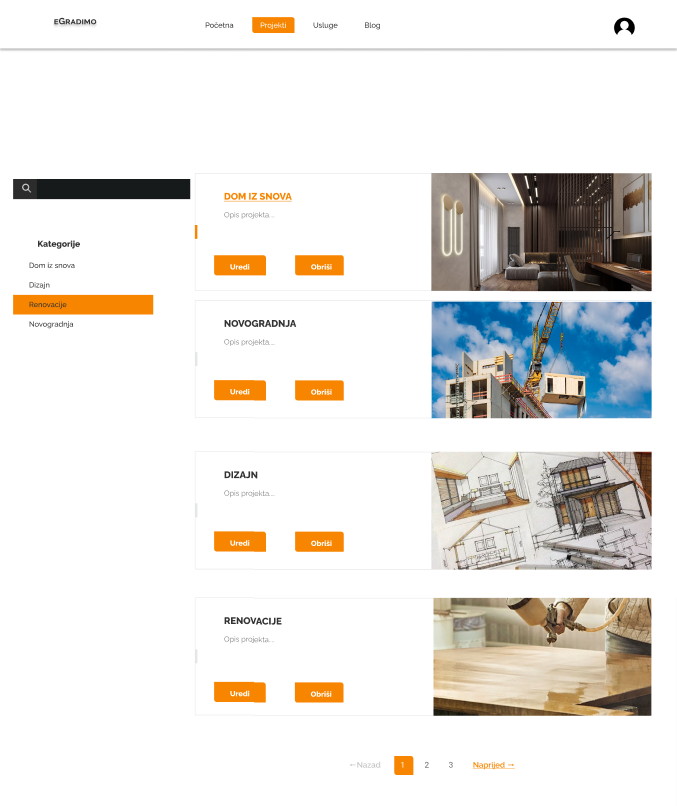 eGradimo
Početna
Projekti
Usluge
Blog
Kategorije
Dom iz snova
Dizajn
Renovacije
Novogradnja
DOM IZ SNOVA
Opis projekta...
Uredi
Obriši
NOVOGRADNJA
Opis projekta...
Uredi
Obriši
DIZAJN
Opis projekta...
Uredi
Obriši
RENOVACIJE
Opis projekta...
Uredi
Obriši
←Nazad
1
2
3
Naprijed →